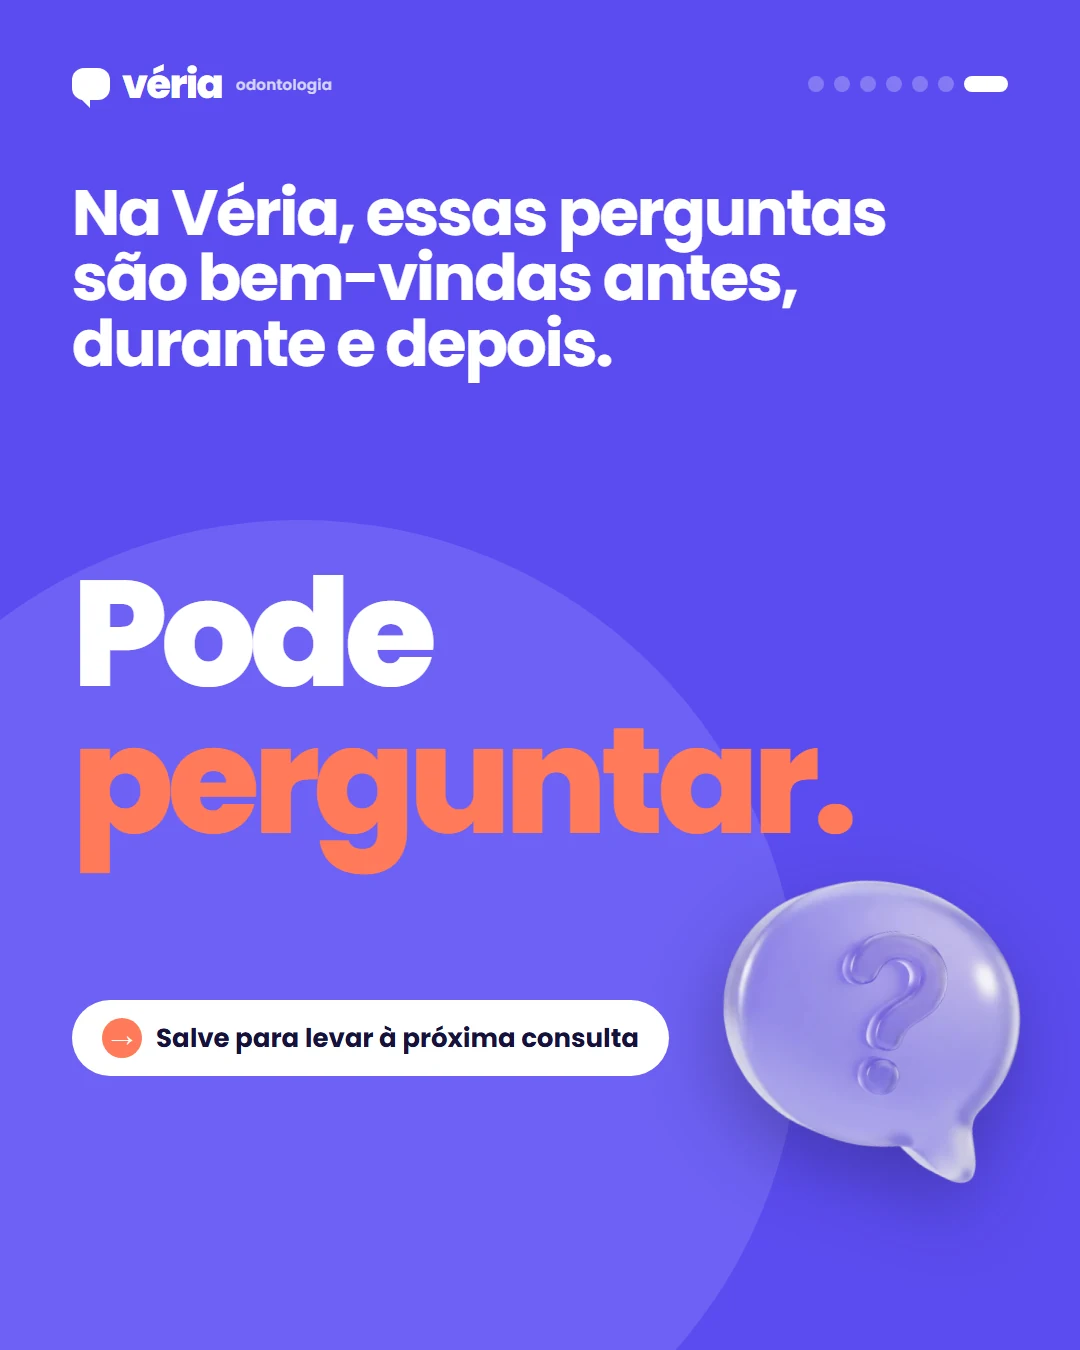 véria odontologia
Na Véria, essas perguntas
são bem-vindas antes,
durante e depois.
Pode
perguntar.
→ Salve para levar à próxima consulta
?